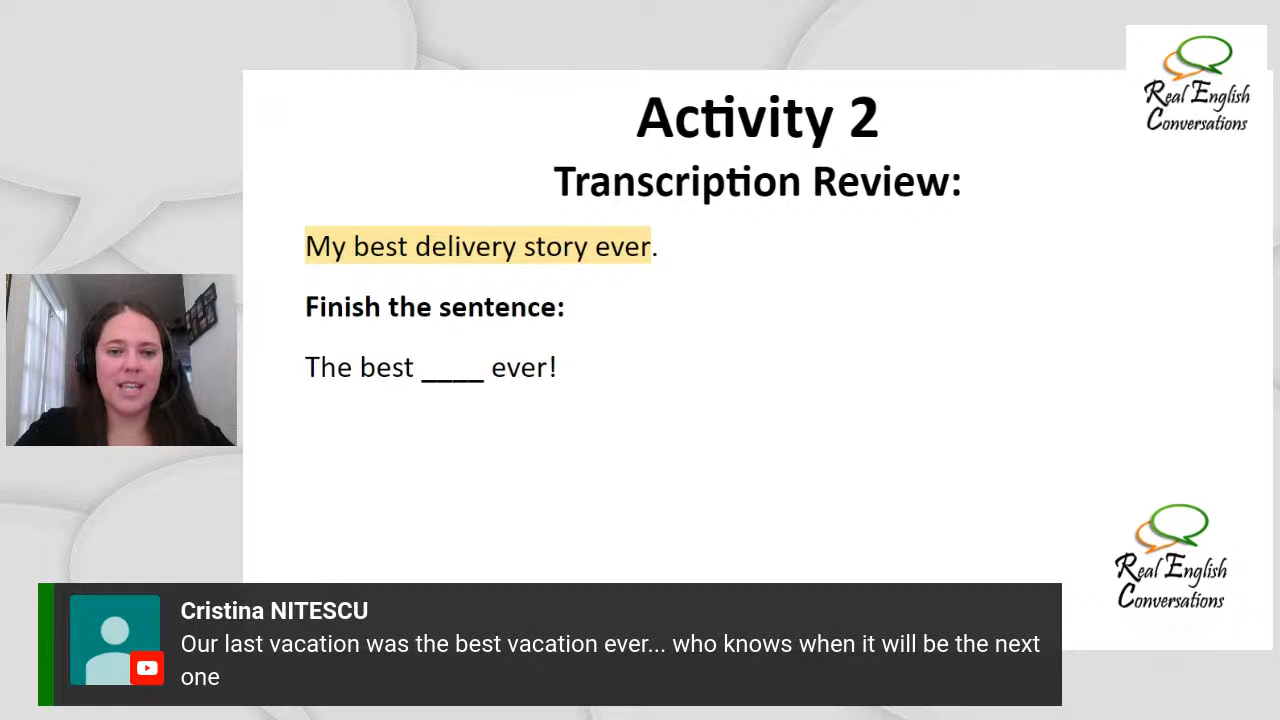 Activity 2
Transcription Review:
My best delivery story ever.
Finish the sentence:
The best ____ ever!
Real English
Conversations
Real English
Conversations
Cristina NITESCU
Our last vacation was the best vacation ever... who knows when it will be the next
one